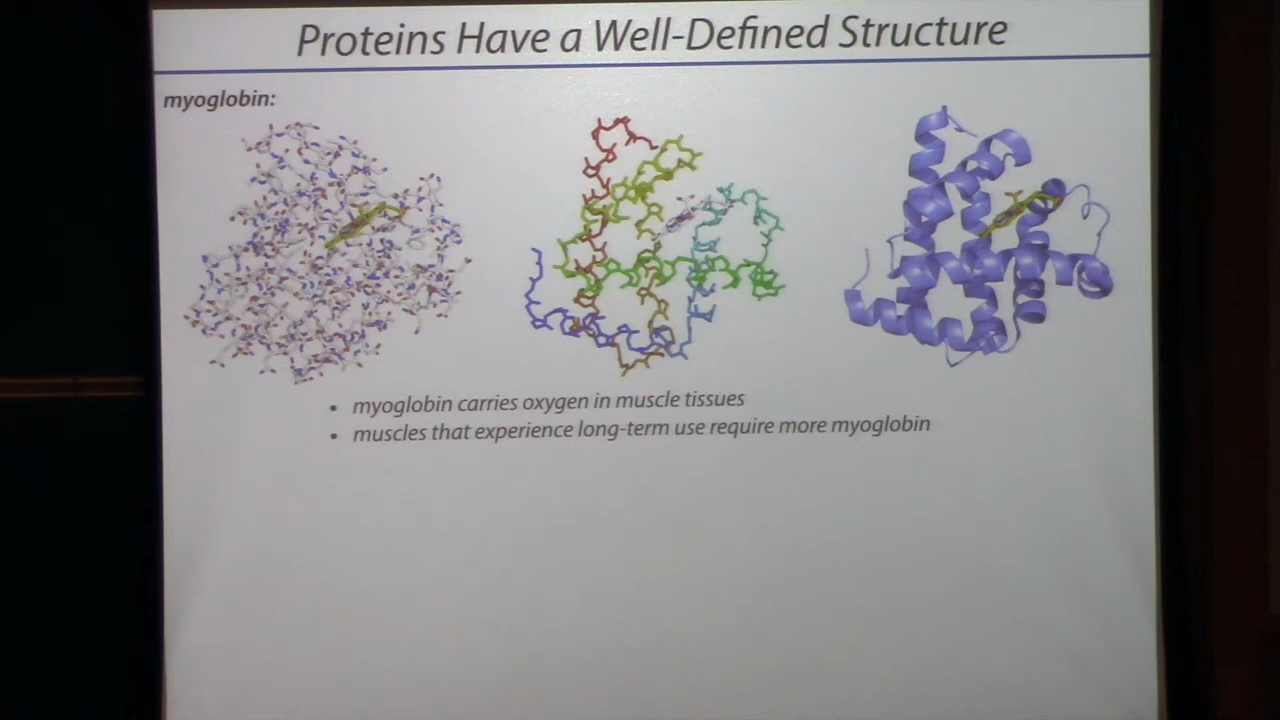 Proteins Have a Well-Defined Structure
myoglobin:
• myoglobin carries oxygen in muscle tissues
• muscles that experience long-term use require more myoglobin